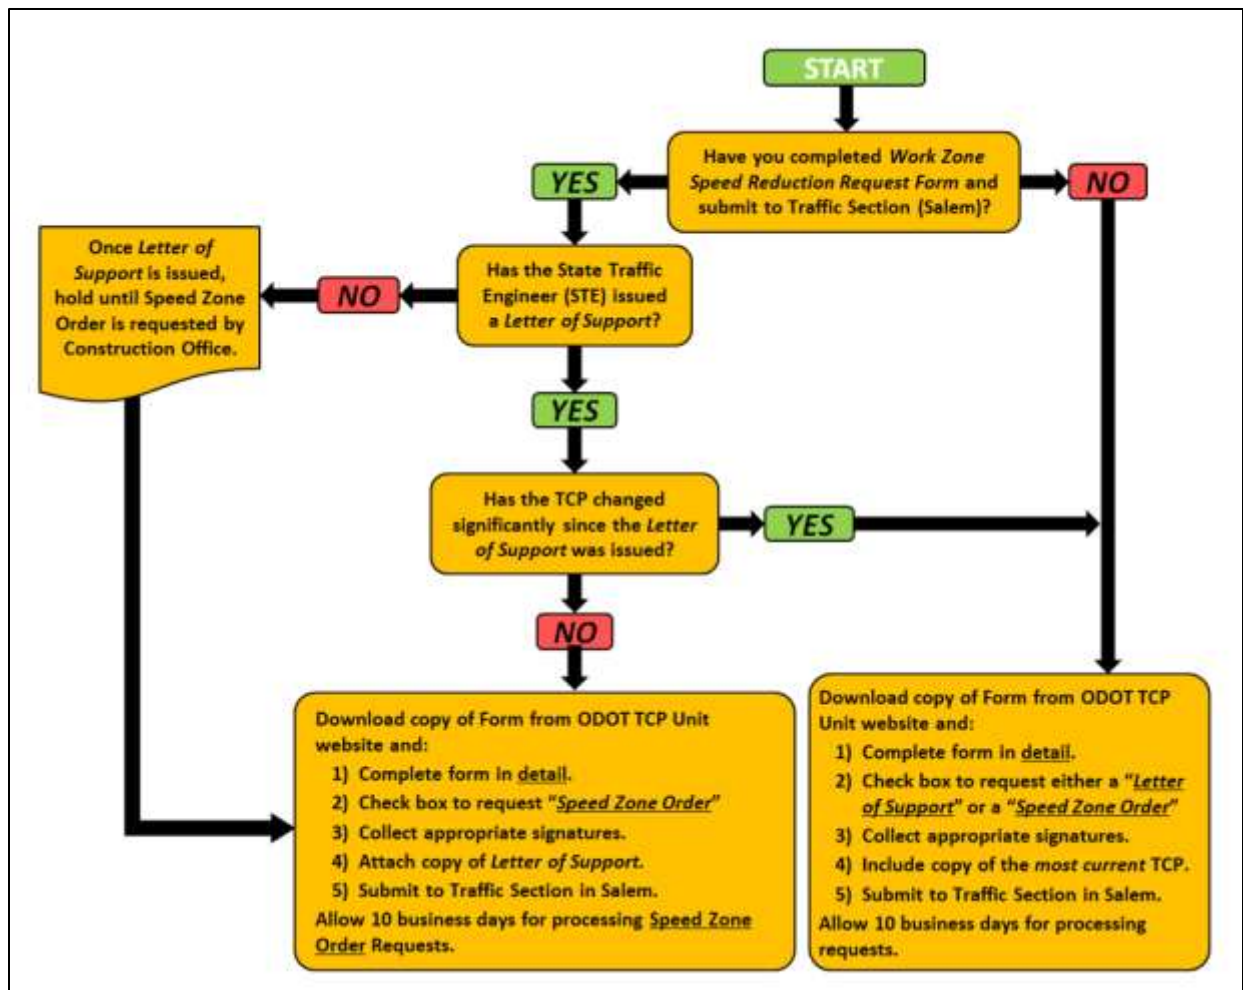 START
Have you completed Work Zone
Speed Reduction Request Form and
submit to Traffic Section (Salem)?
YES
NO
Has the State Traffic
Engineer (STE) issued
a Letter of Support?
NO
Once Letter of
Support is issued,
hold until Speed Zone
Order is requested by
Construction Office.
YES
Has the TCP changed
significantly since the Letter
of Support was issued?
YES
NO
Download copy of Form from ODOT TCP Unit
website and:
1) Complete form in detail.
2) Check box to request “Speed Zone Order”
3) Collect appropriate signatures.
4) Attach copy of Letter of Support.
5) Submit to Traffic Section in Salem.
Allow 10 business days for processing Speed Zone
Order Requests.
Download copy of Form from ODOT TCP
Unit website and:
1) Complete form in detail.
2) Check box to request either a “Letter
of Support” or a “Speed Zone Order”
3) Collect appropriate signatures.
4) Include copy of the most current TCP.
5) Submit to Traffic Section in Salem.
Allow 10 business days for processing
requests.